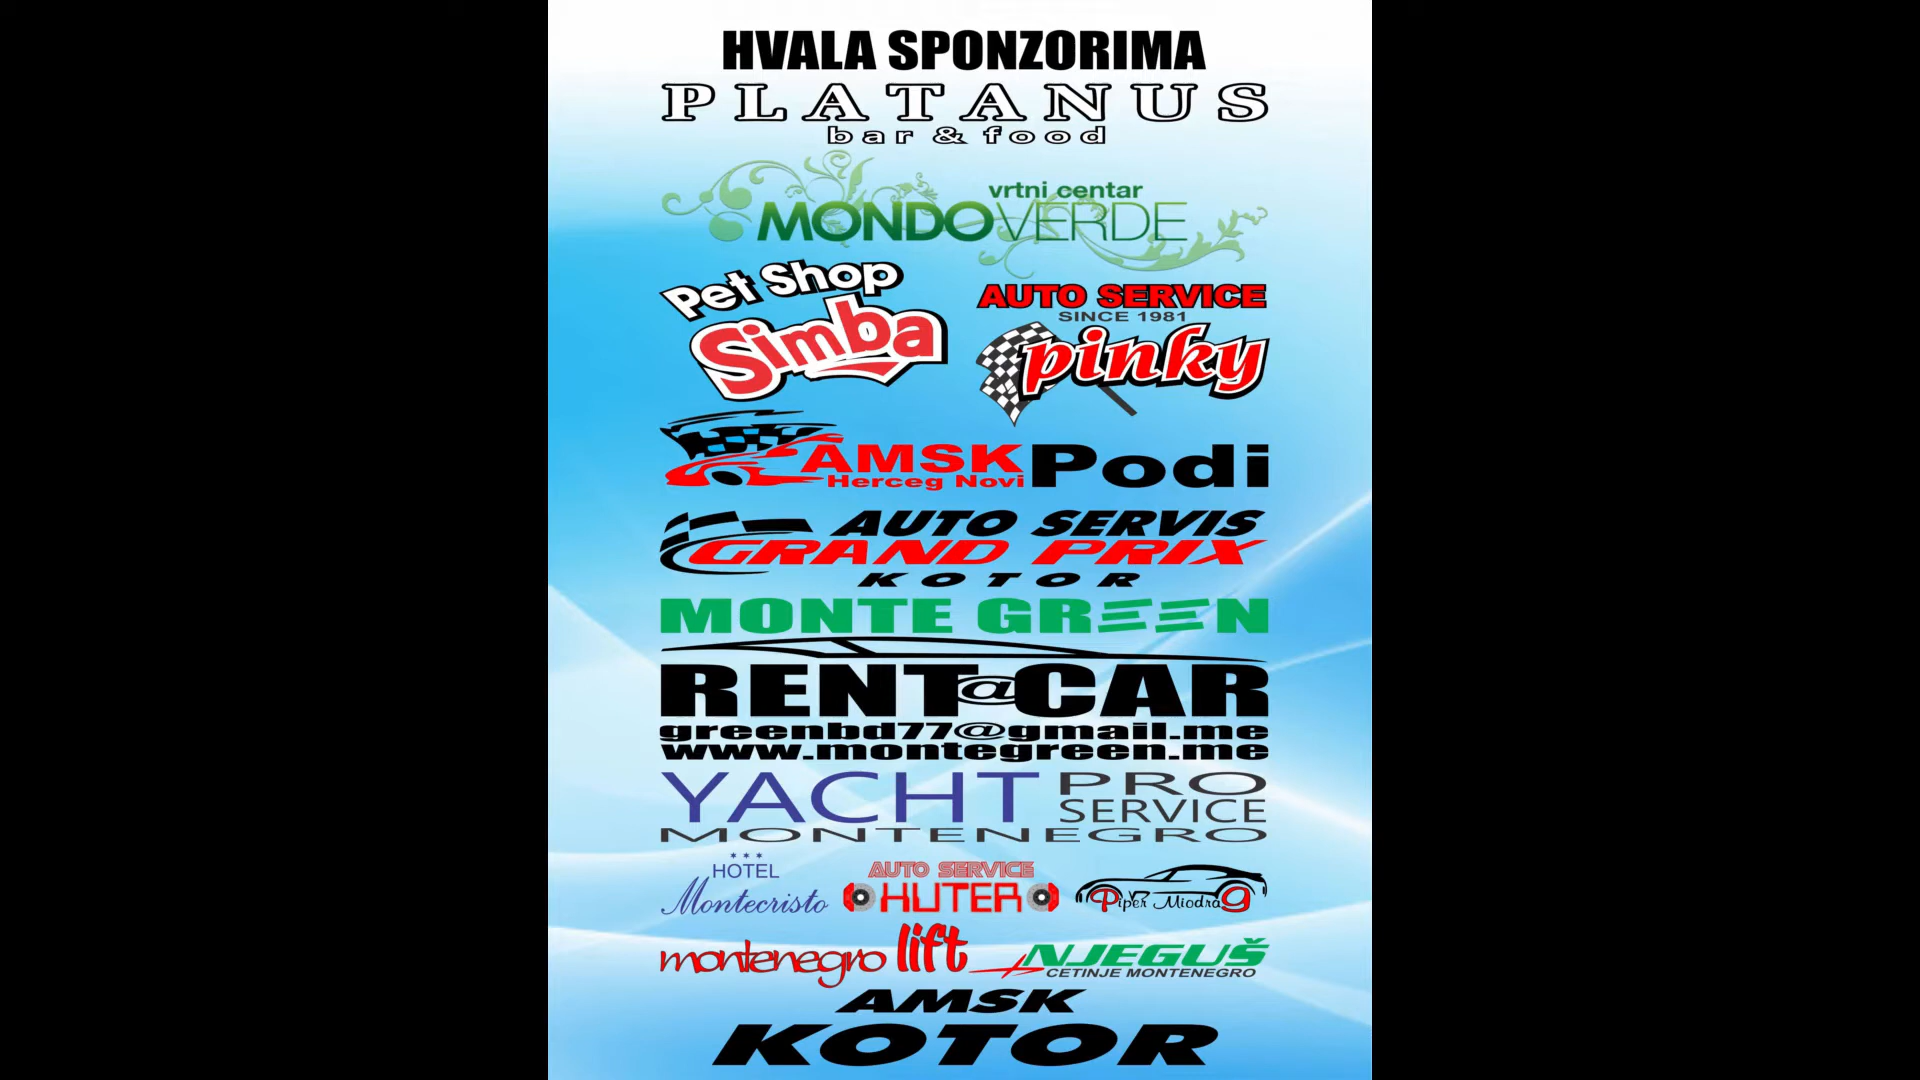 HVALA SPONZORIMA
PLATANUS
bar & food
vrtni centar
MONDOVERDE
Pet Shop
Simba
AUTO SERVICE
SINCE 1981
pinky
AMSK Podi
Herceg Novi
AUTO SERVIS
GRAND PRIX
KOTOR
MONTE GREEN
RENT@CAR
greenbd77@gmail.me
www.montegreen.me
YACHT PRO
SERVICE
MONTENEGRO
HOTEL
Montecristo
AUTO SERVICE
HUTER
Piper Miodrag
montenegro lift
NJEGUŠ
CETINJE MONTENEGRO
AMSK
KOTOR